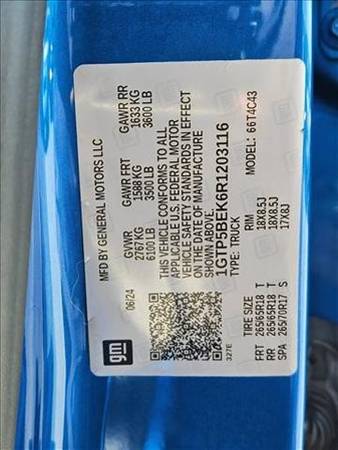 MFD BY GENERAL MOTORS LLC
GVWR GAWR FRT GAWR RR
2767 KG 1588 KG 1633 KG
6100 LB 3500 LB 3600 LB
06/24
THIS VEHICLE CONFORMS TO ALL
APPLICABLE U.S. FEDERAL MOTOR
VEHICLE SAFETY STANDARDS IN EFFECT
ON THE DATE OF MANUFACTURE
SHOWN ABOVE.
1GTP5BEK6R1203116
TYPE: TRUCK 66T4C43
gm
327E
TIRE SIZE RIM
FRT 265/65R18 T 18X8.5J
RR 265/65R18 T 18X8.5J
SPA 265/70R17 S 17X8J